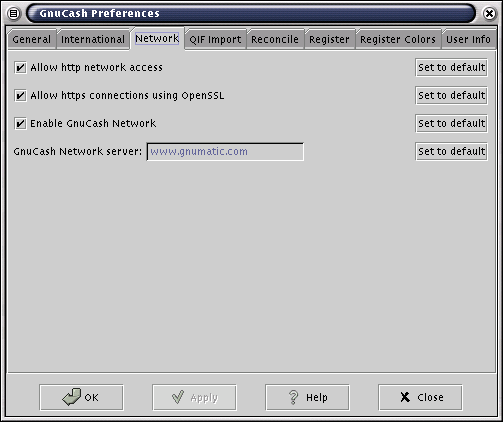 GnuCash Preferences
General International Network QIF Import Reconcile Register Register Colors User Info
Allow http network access Set to default
Allow https connections using OpenSSL Set to default
Enable GnuCash Network Set to default
GnuCash Network server: www.gnumatic.com Set to default
OK Apply Help Close